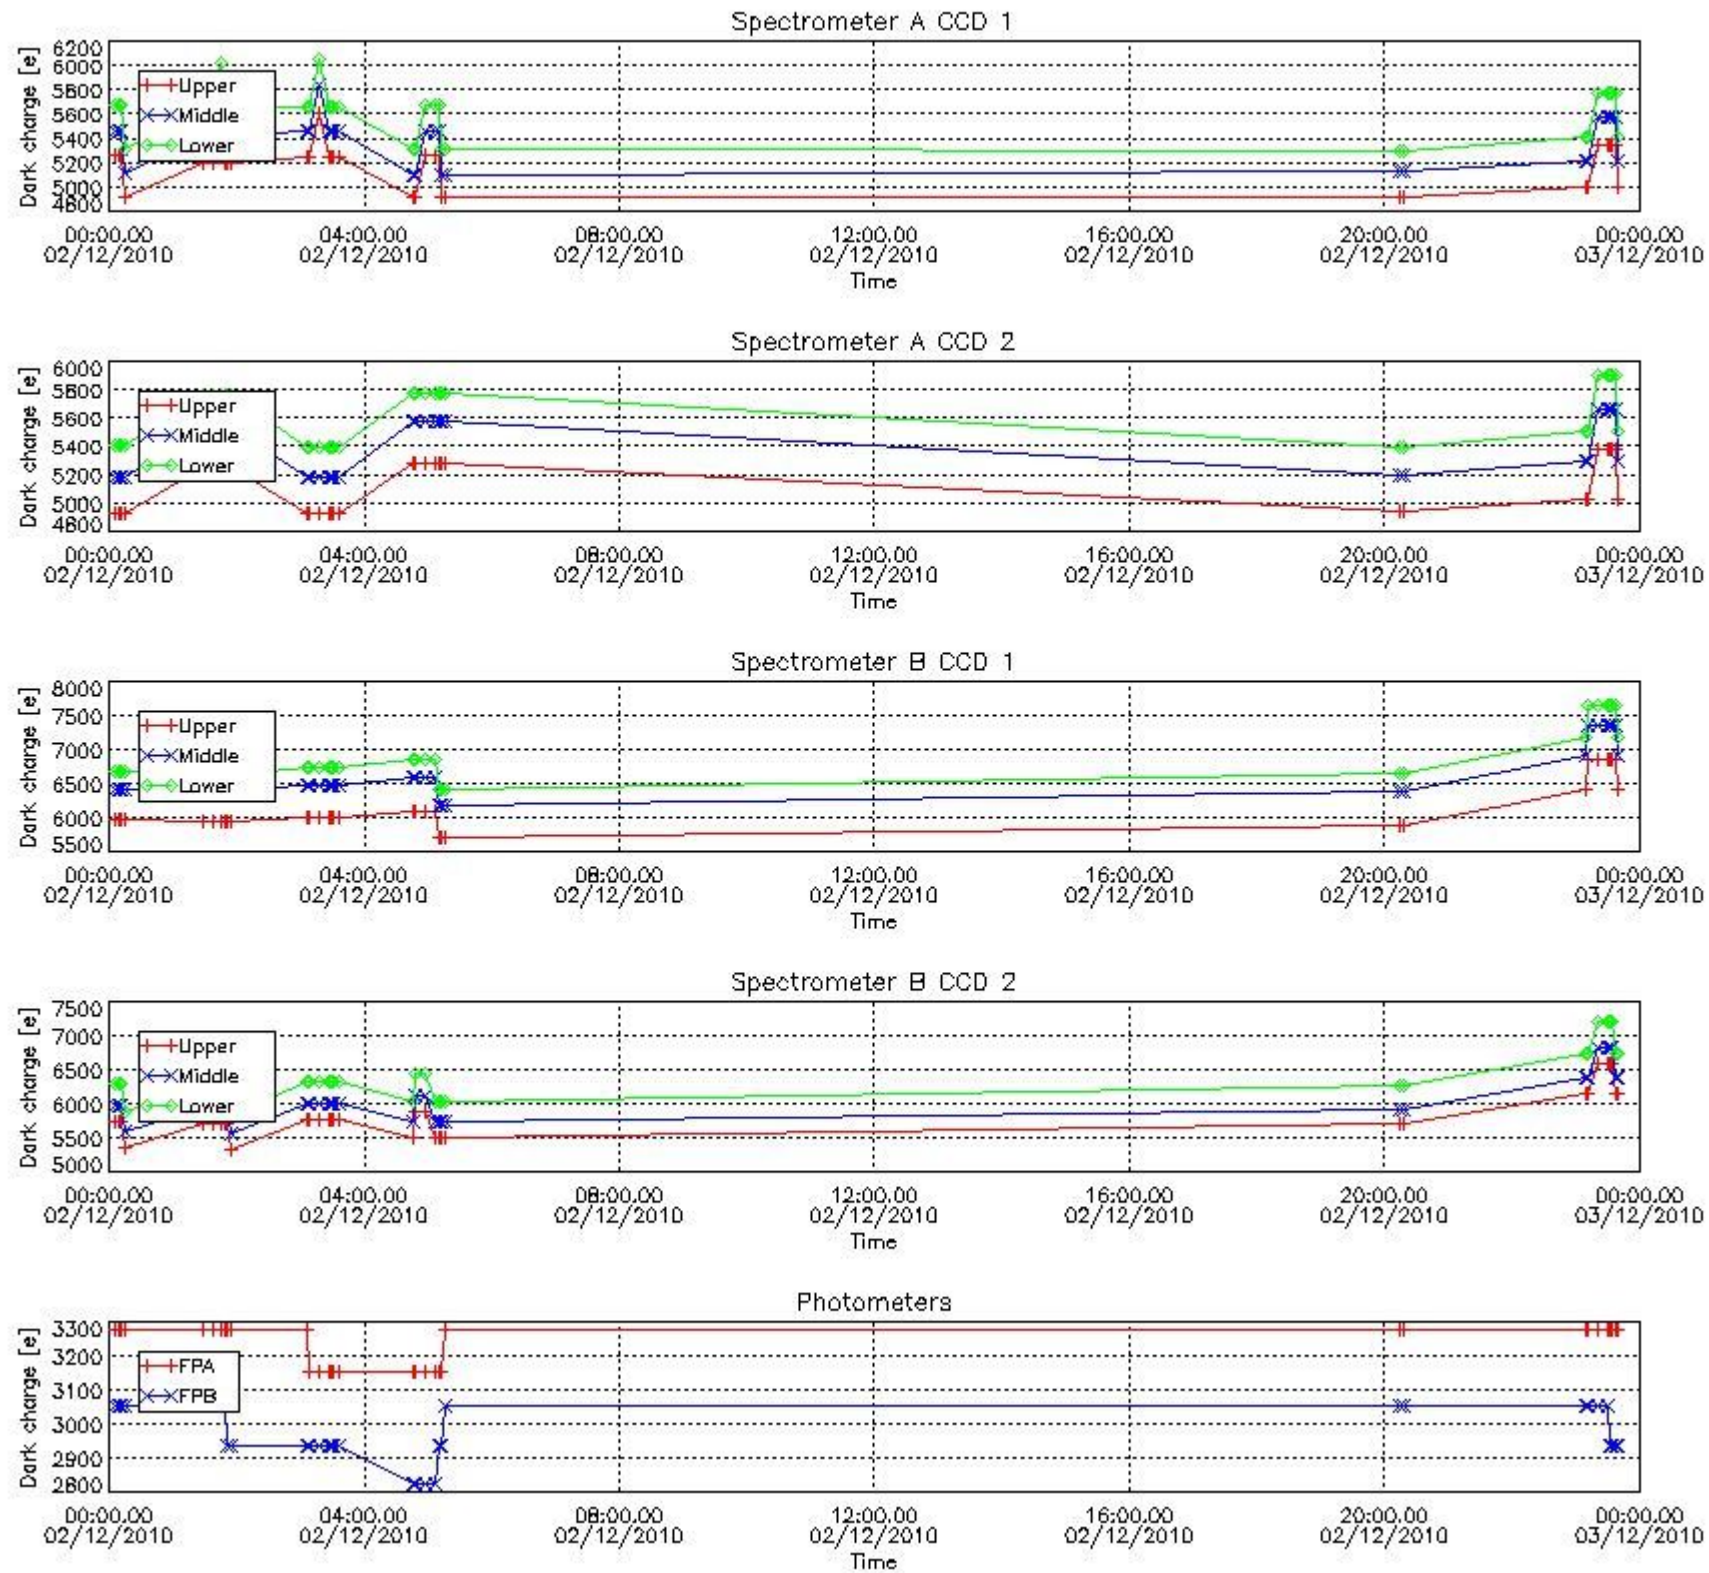 Spectrometer A CCD 1
Dark charge [e]
6200
6000
5800
5600
5400
5200
5000
4800
Upper
Middle
Lower
00:00.00 04:00.00 08:00.00 12:00.00 16:00.00 20:00.00 00:00.00
02/12/2010 02/12/2010 02/12/2010 02/12/2010 02/12/2010 02/12/2010 03/12/2010
Time
Spectrometer A CCD 2
Dark charge [e]
6000
5800
5600
5400
5200
5000
4800
Upper
Middle
Lower
00:00.00 04:00.00 08:00.00 12:00.00 16:00.00 20:00.00 00:00.00
02/12/2010 02/12/2010 02/12/2010 02/12/2010 02/12/2010 02/12/2010 03/12/2010
Time
Spectrometer B CCD 1
Dark charge [e]
8000
7500
7000
6500
6000
5500
Upper
Middle
Lower
00:00.00 04:00.00 08:00.00 12:00.00 16:00.00 20:00.00 00:00.00
02/12/2010 02/12/2010 02/12/2010 02/12/2010 02/12/2010 02/12/2010 03/12/2010
Time
Spectrometer B CCD 2
Dark charge [e]
7500
7000
6500
6000
5500
5000
Upper
Middle
Lower
00:00.00 04:00.00 08:00.00 12:00.00 16:00.00 20:00.00 00:00.00
02/12/2010 02/12/2010 02/12/2010 02/12/2010 02/12/2010 02/12/2010 03/12/2010
Time
Photometers
Dark charge [e]
3300
3200
3100
3000
2900
2800
FPA
FPB
00:00.00 04:00.00 08:00.00 12:00.00 16:00.00 20:00.00 00:00.00
02/12/2010 02/12/2010 02/12/2010 02/12/2010 02/12/2010 02/12/2010 03/12/2010
Time